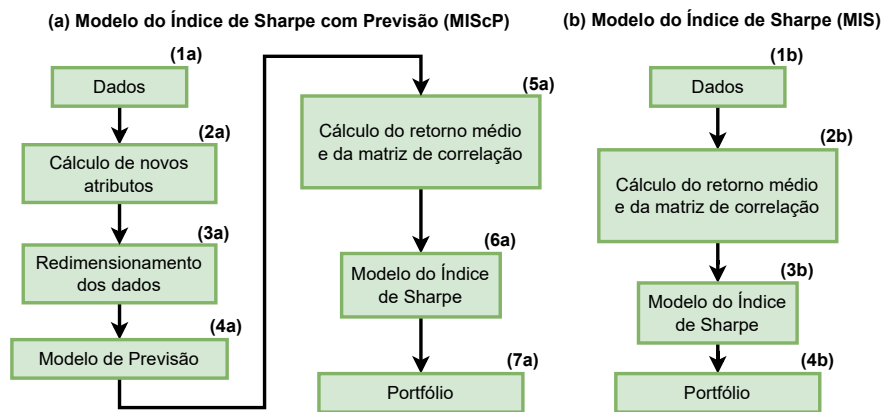 (a) Modelo do Índice de Sharpe com Previsão (MIScP)
(1a)
Dados
(2a)
Cálculo de novos
atributos
(3a)
Redimensionamento
dos dados
(4a)
Modelo de Previsão
(5a)
Cálculo do retorno médio
e da matriz de correlação
(6a)
Modelo do Índice
de Sharpe
(7a)
Portfólio
(b) Modelo do Índice de Sharpe (MIS)
(1b)
Dados
(2b)
Cálculo do retorno médio
e da matriz de correlação
(3b)
Modelo do Índice
de Sharpe
(4b)
Portfólio